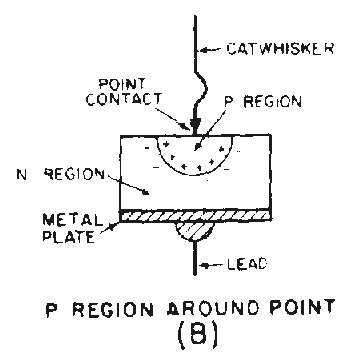 CATWHISKER
POINT
CONTACT
P REGION
N REGION
METAL
PLATE
LEAD
P REGION AROUND POINT
(B)